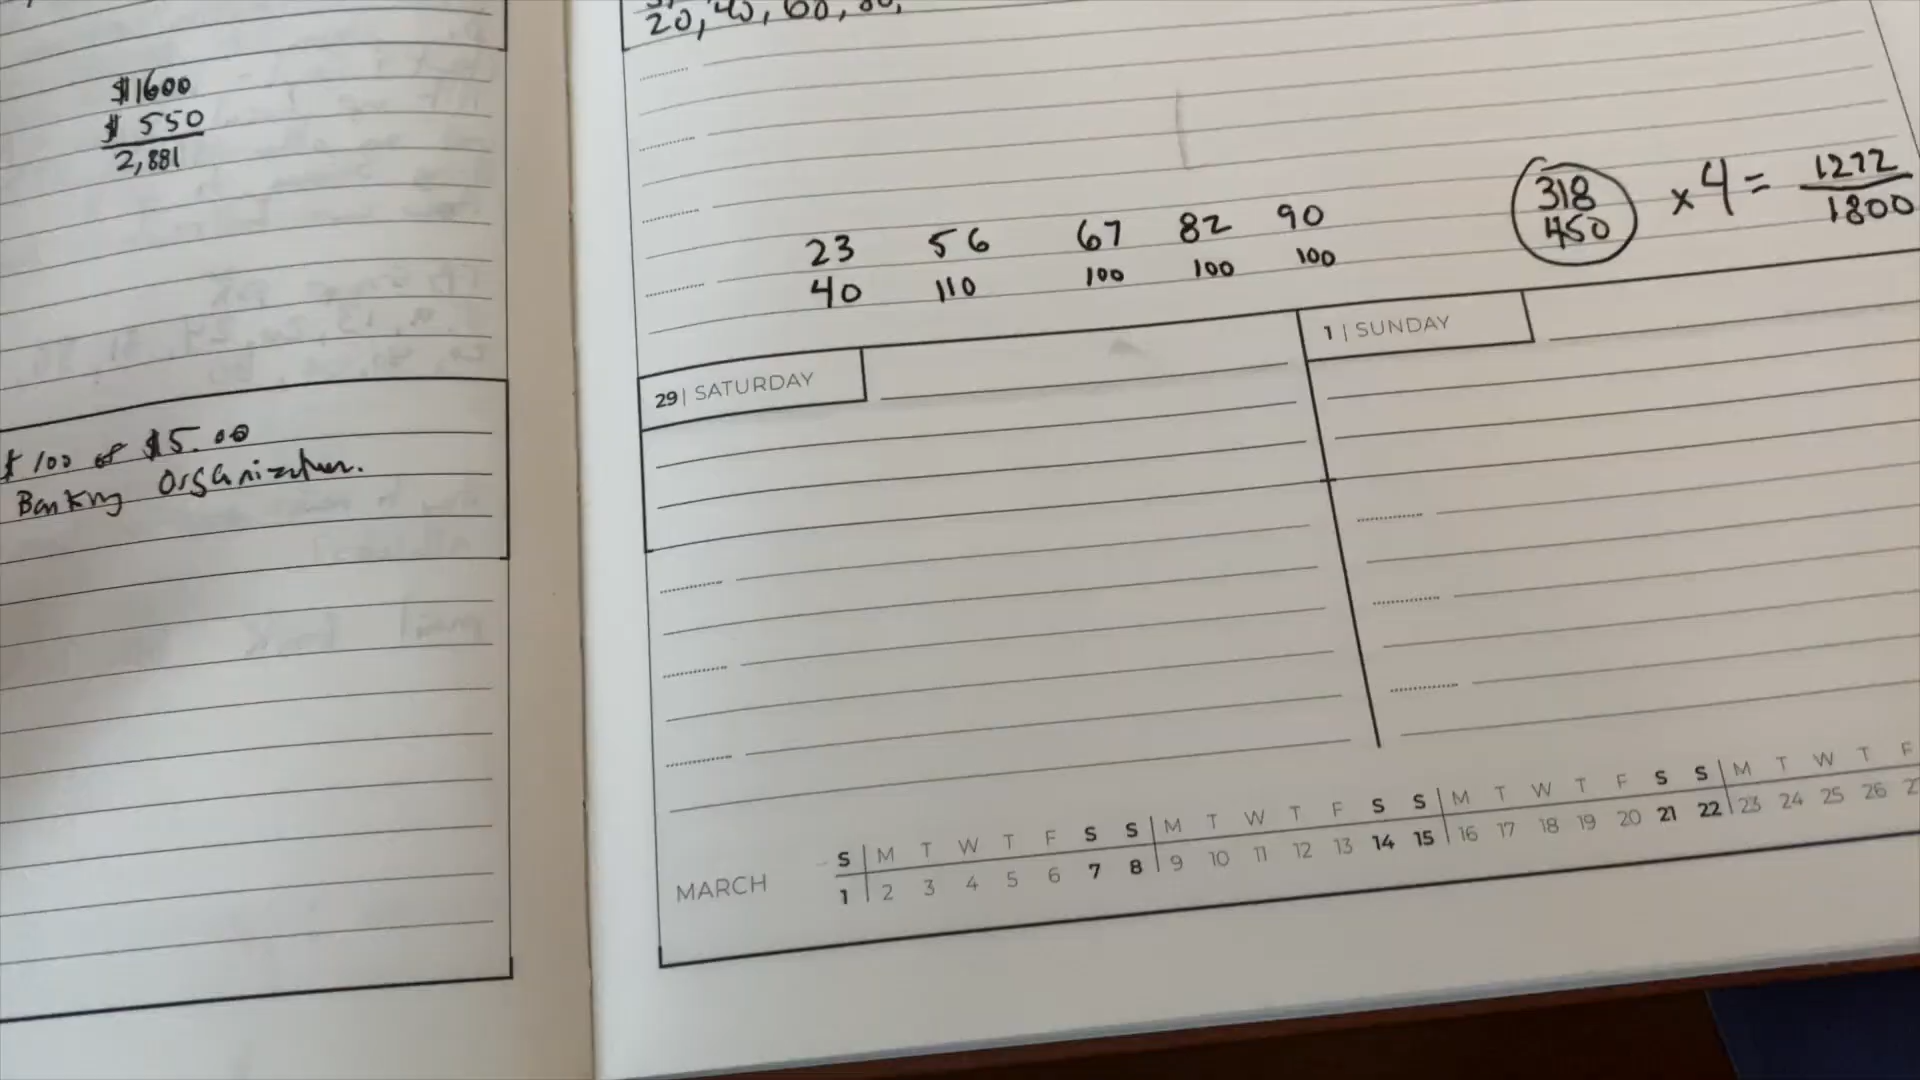 $1600
$ 550
2,881
$ 100 of $5.00
Banking Organization.
20, 40, 60, 80,
23 56 67 82 90
40 110 100 100 100
318 x 4 = 1272
450 1800
29 | SATURDAY
1 | SUNDAY
S M T W T F S S M T W T F S S M T W T F S S M T W T F
MARCH 1 2 3 4 5 6 7 8 9 10 11 12 13 14 15 16 17 18 19 20 21 22 23 24 25 26